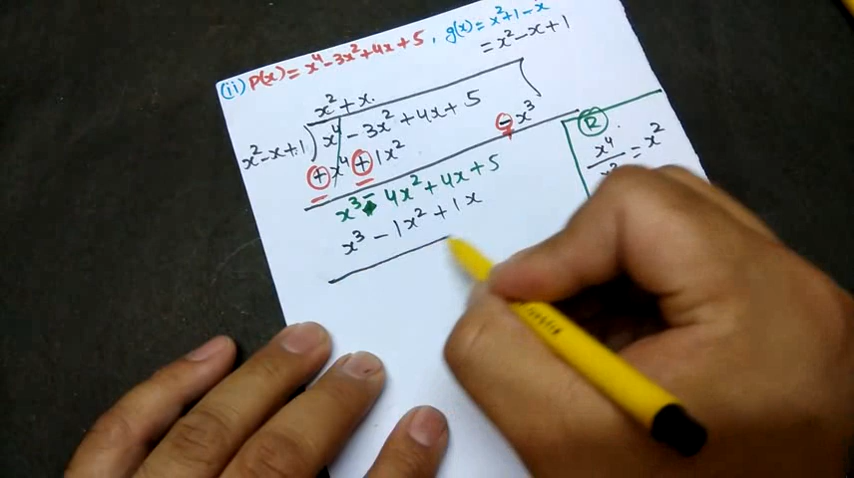 (ii) P(x) = x⁴ - 3x² + 4x + 5 , g(x) = x² + 1 - x
= x² - x + 1
x² + x
x² - x + 1 ) x⁴ - 3x² + 4x + 5
+ x⁴ + 1x² - x³
- - +
x³ - 4x² + 4x + 5
x³ - 1x² + 1x
R
x⁴ = x²